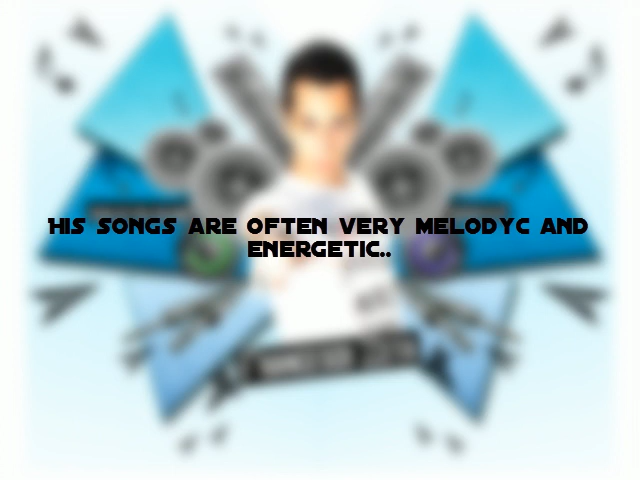 His songs are often very melodyc and
energetic..